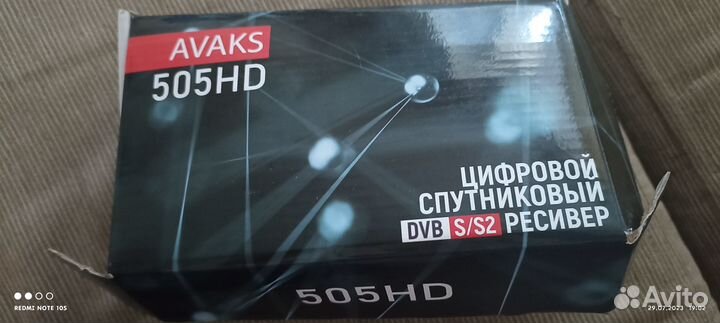 AVAKS
505HD
ЦИФРОВОЙ
СПУТНИКОВЫЙ
DVB S/S2 РЕСИВЕР
505HD
REDMI NOTE 10S
Avito
29.07.2023 19:02